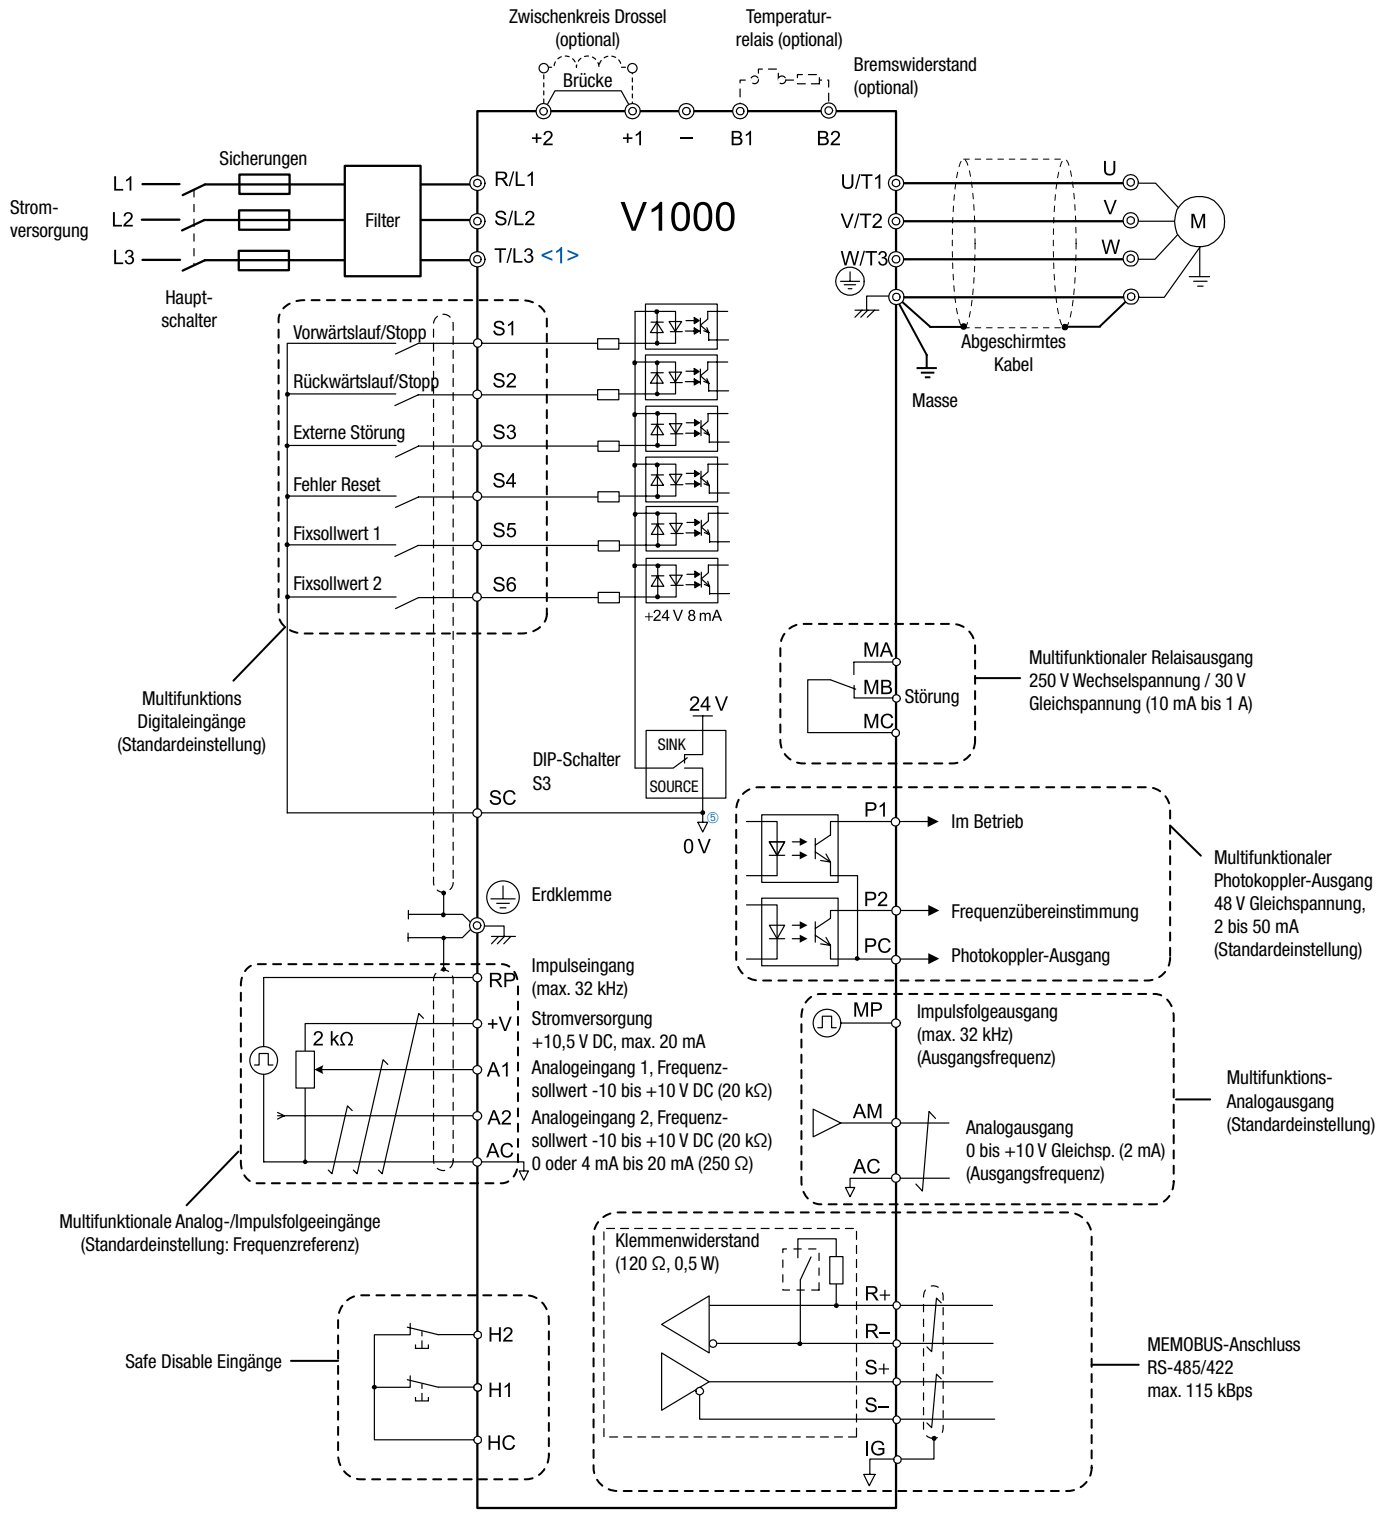 Zwischenkreis Drossel
(optional)
Brücke
Temperatur-
relais (optional)
Bremswiderstand
(optional)
+2
+1
–
B1
B2
Strom-
versorgung
L1
L2
L3
Sicherungen
Haupt-
schalter
Filter
R/L1
S/L2
T/L3 <1>
V1000
U/T1
V/T2
W/T3
U
V
W
M
Abgeschirmtes
Kabel
Masse
Vorwärtslauf/Stopp
S1
Rückwärtslauf/Stopp
S2
Externe Störung
S3
Fehler Reset
S4
Fixsollwert 1
S5
Fixsollwert 2
S6
+24 V 8 mA
Multifunktions
Digitaleingänge
(Standardeinstellung)
24 V
SINK
SOURCE
DIP-Schalter
S3
SC
⑤
0 V
MA
MB
MC
Störung
Multifunktionaler Relaisausgang
250 V Wechselspannung / 30 V
Gleichspannung (10 mA bis 1 A)
P1
Im Betrieb
P2
Frequenzübereinstimmung
PC
Photokoppler-Ausgang
Multifunktionaler
Photokoppler-Ausgang
48 V Gleichspannung,
2 bis 50 mA
(Standardeinstellung)
Erdklemme
RP
Impulseingang
(max. 32 kHz)
+V
Stromversorgung
+10,5 V DC, max. 20 mA
2 kΩ
A1
Analogeingang 1, Frequenz-
sollwert -10 bis +10 V DC (20 kΩ)
A2
Analogeingang 2, Frequenz-
sollwert -10 bis +10 V DC (20 kΩ)
0 oder 4 mA bis 20 mA (250 Ω)
AC
Multifunktionale Analog-/Impulsfolgeeingänge
(Standardeinstellung: Frequenzreferenz)
MP
Impulsfolgeausgang
(max. 32 kHz)
(Ausgangsfrequenz)
AM
Analogausgang
0 bis +10 V Gleichsp. (2 mA)
(Ausgangsfrequenz)
AC
Multifunktions-
Analogausgang
(Standardeinstellung)
Safe Disable Eingänge
H2
H1
HC
Klemmenwiderstand
(120 Ω, 0,5 W)
R+
R–
S+
S–
IG
MEMOBUS-Anschluss
RS-485/422
max. 115 kBps